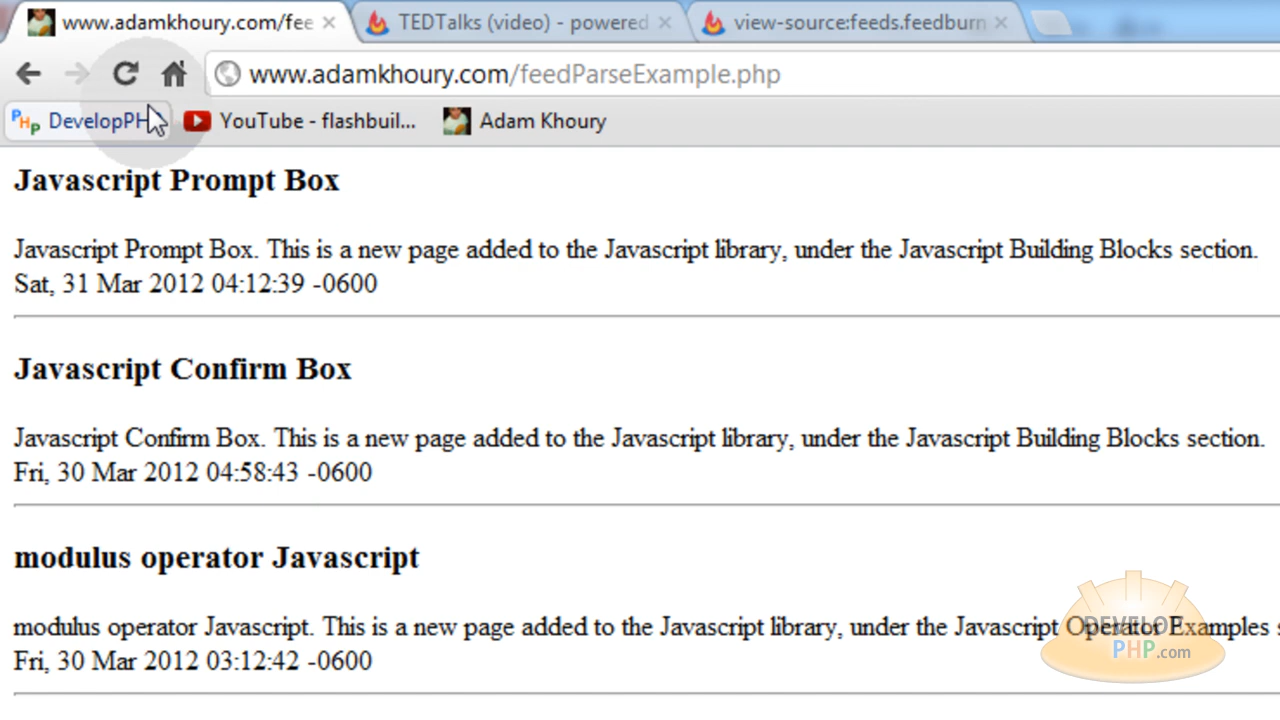 www.adamkhoury.com/fee
TEDTalks (video) - powered
view-source:feeds.feedburn
www.adamkhoury.com/feedParseExample.php
PHP DevelopPH
YouTube - flashbuil...
Adam Khoury
Javascript Prompt Box
Javascript Prompt Box. This is a new page added to the Javascript library, under the Javascript Building Blocks section.
Sat, 31 Mar 2012 04:12:39 -0600
Javascript Confirm Box
Javascript Confirm Box. This is a new page added to the Javascript library, under the Javascript Building Blocks section.
Fri, 30 Mar 2012 04:58:43 -0600
modulus operator Javascript
modulus operator Javascript. This is a new page added to the Javascript library, under the Javascript Operator Examples s
Fri, 30 Mar 2012 03:12:42 -0600
DEVELOP
PHP.com